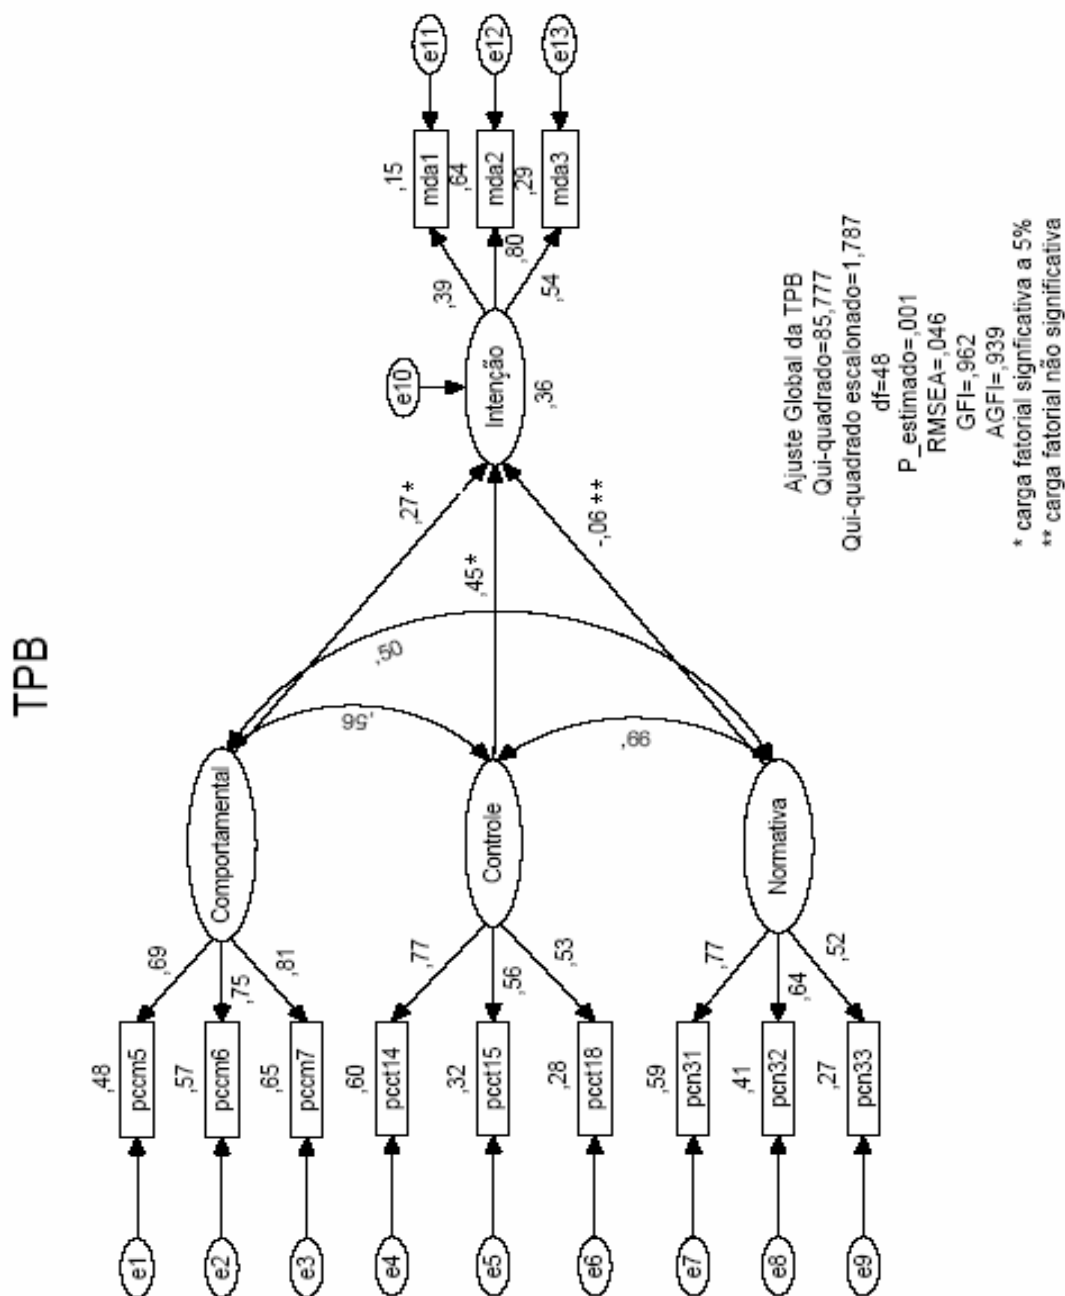 TPB
e1
pccm5
,48
,69
e2
pccm6
,57
,75
e3
pccm7
,65
,81
Comportamental
e4
pcct14
,60
,77
e5
pcct15
,32
,56
e6
pcct18
,28
,53
Controle
e7
pcn31
,59
,77
e8
pcn32
,41
,64
e9
pcn33
,27
,52
Normativa
,56
,50
,66
,27*
,45*
-,06**
e10
Intenção
,36
,39
,80
,54
,15
mda1
e11
,64
mda2
e12
,29
mda3
e13
Ajuste Global da TPB
Qui-quadrado=85,777
Qui-quadrado escalonado=1,787
df=48
P_estimado=,001
RMSEA=,046
GFI=,962
AGFI=,939
* carga fatorial signficativa a 5%
** carga fatorial não significativa